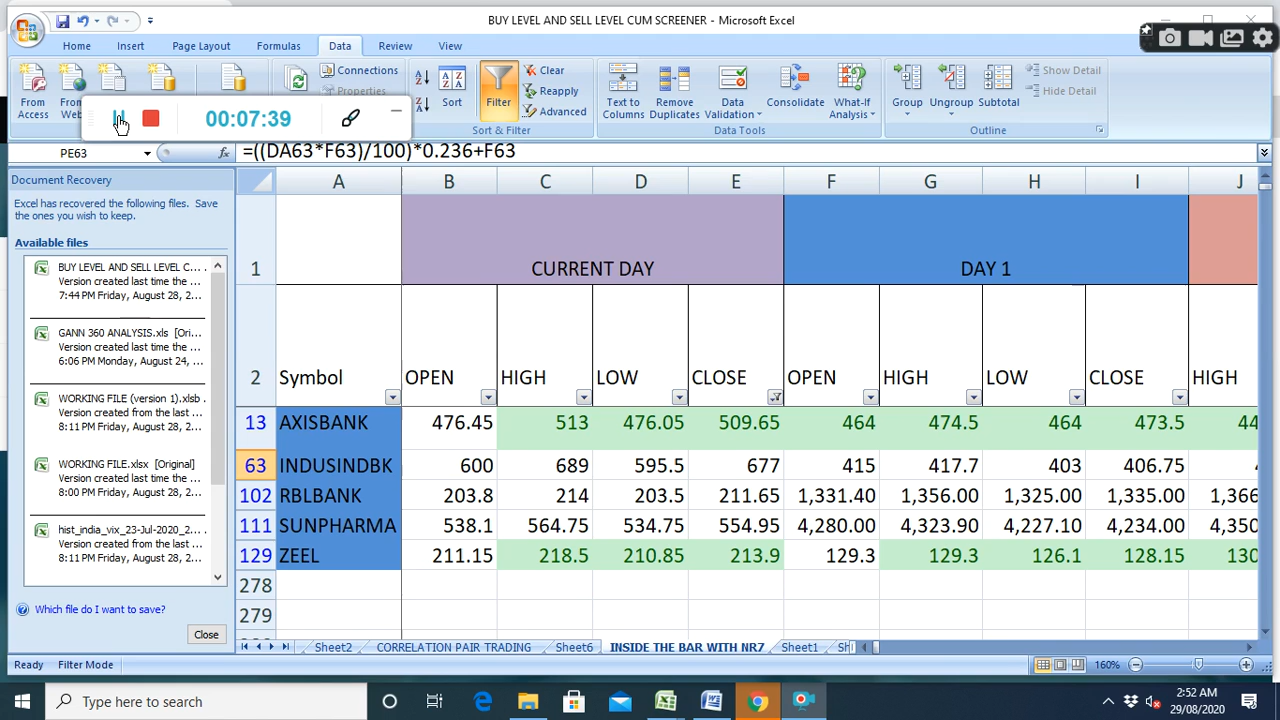 BUY LEVEL AND SELL LEVEL CUM SCREENER - Microsoft Excel
Home Insert Page Layout Formulas Data Review View
From Access
From Web
Connections
Sort
Filter
Clear
Reapply
Advanced
Text to Columns
Remove Duplicates
Data Validation
Consolidate
What-If Analysis
Group
Ungroup
Subtotal
Show Detail
Hide Detail
Sort & Filter
Data Tools
Outline
00:07:39
PE63 fx =((DA63*F63)/100)*0.236+F63
Document Recovery
Excel has recovered the following files. Save
the ones you wish to keep.
Available files
BUY LEVEL AND SELL LEVEL C... .
Version created last time the ...
7:44 PM Friday, August 28, 2...
GANN 360 ANALYSIS.xls [Ori...
Version created last time the ...
6:06 PM Monday, August 24, ...
WORKING FILE (version 1).xlsb
Version created from the last ...
8:11 PM Friday, August 28, 2...
WORKING FILE.xlsx [Original]
Version created from the last ...
8:00 PM Friday, August 28, 2...
hist_india_vix_23-Jul-2020_2...
Version created from the last ...
8:11 PM Friday, August 28, 2...
Which file do I want to save?
Close
A B C D E F G H I J
1 CURRENT DAY DAY 1
2 Symbol OPEN HIGH LOW CLOSE OPEN HIGH LOW CLOSE HIGH
13 AXISBANK 476.45 513 476.05 509.65 464 474.5 464 473.5 44
63 INDUSINDBK 600 689 595.5 677 415 417.7 403 406.75
102 RBLBANK 203.8 214 203.5 211.65 1,331.40 1,356.00 1,325.00 1,335.00 1,366
111 SUNPHARMA 538.1 564.75 534.75 554.95 4,280.00 4,323.90 4,227.10 4,234.00 4,350
129 ZEEL 211.15 218.5 210.85 213.9 129.3 129.3 126.1 128.15 130
278
279
Sheet2 CORRELATION PAIR TRADING Sheet6 INSIDE THE BAR WITH NR7 Sheet1 Sh
Ready Filter Mode 160%
Type here to search
2:52 AM
29/08/2020